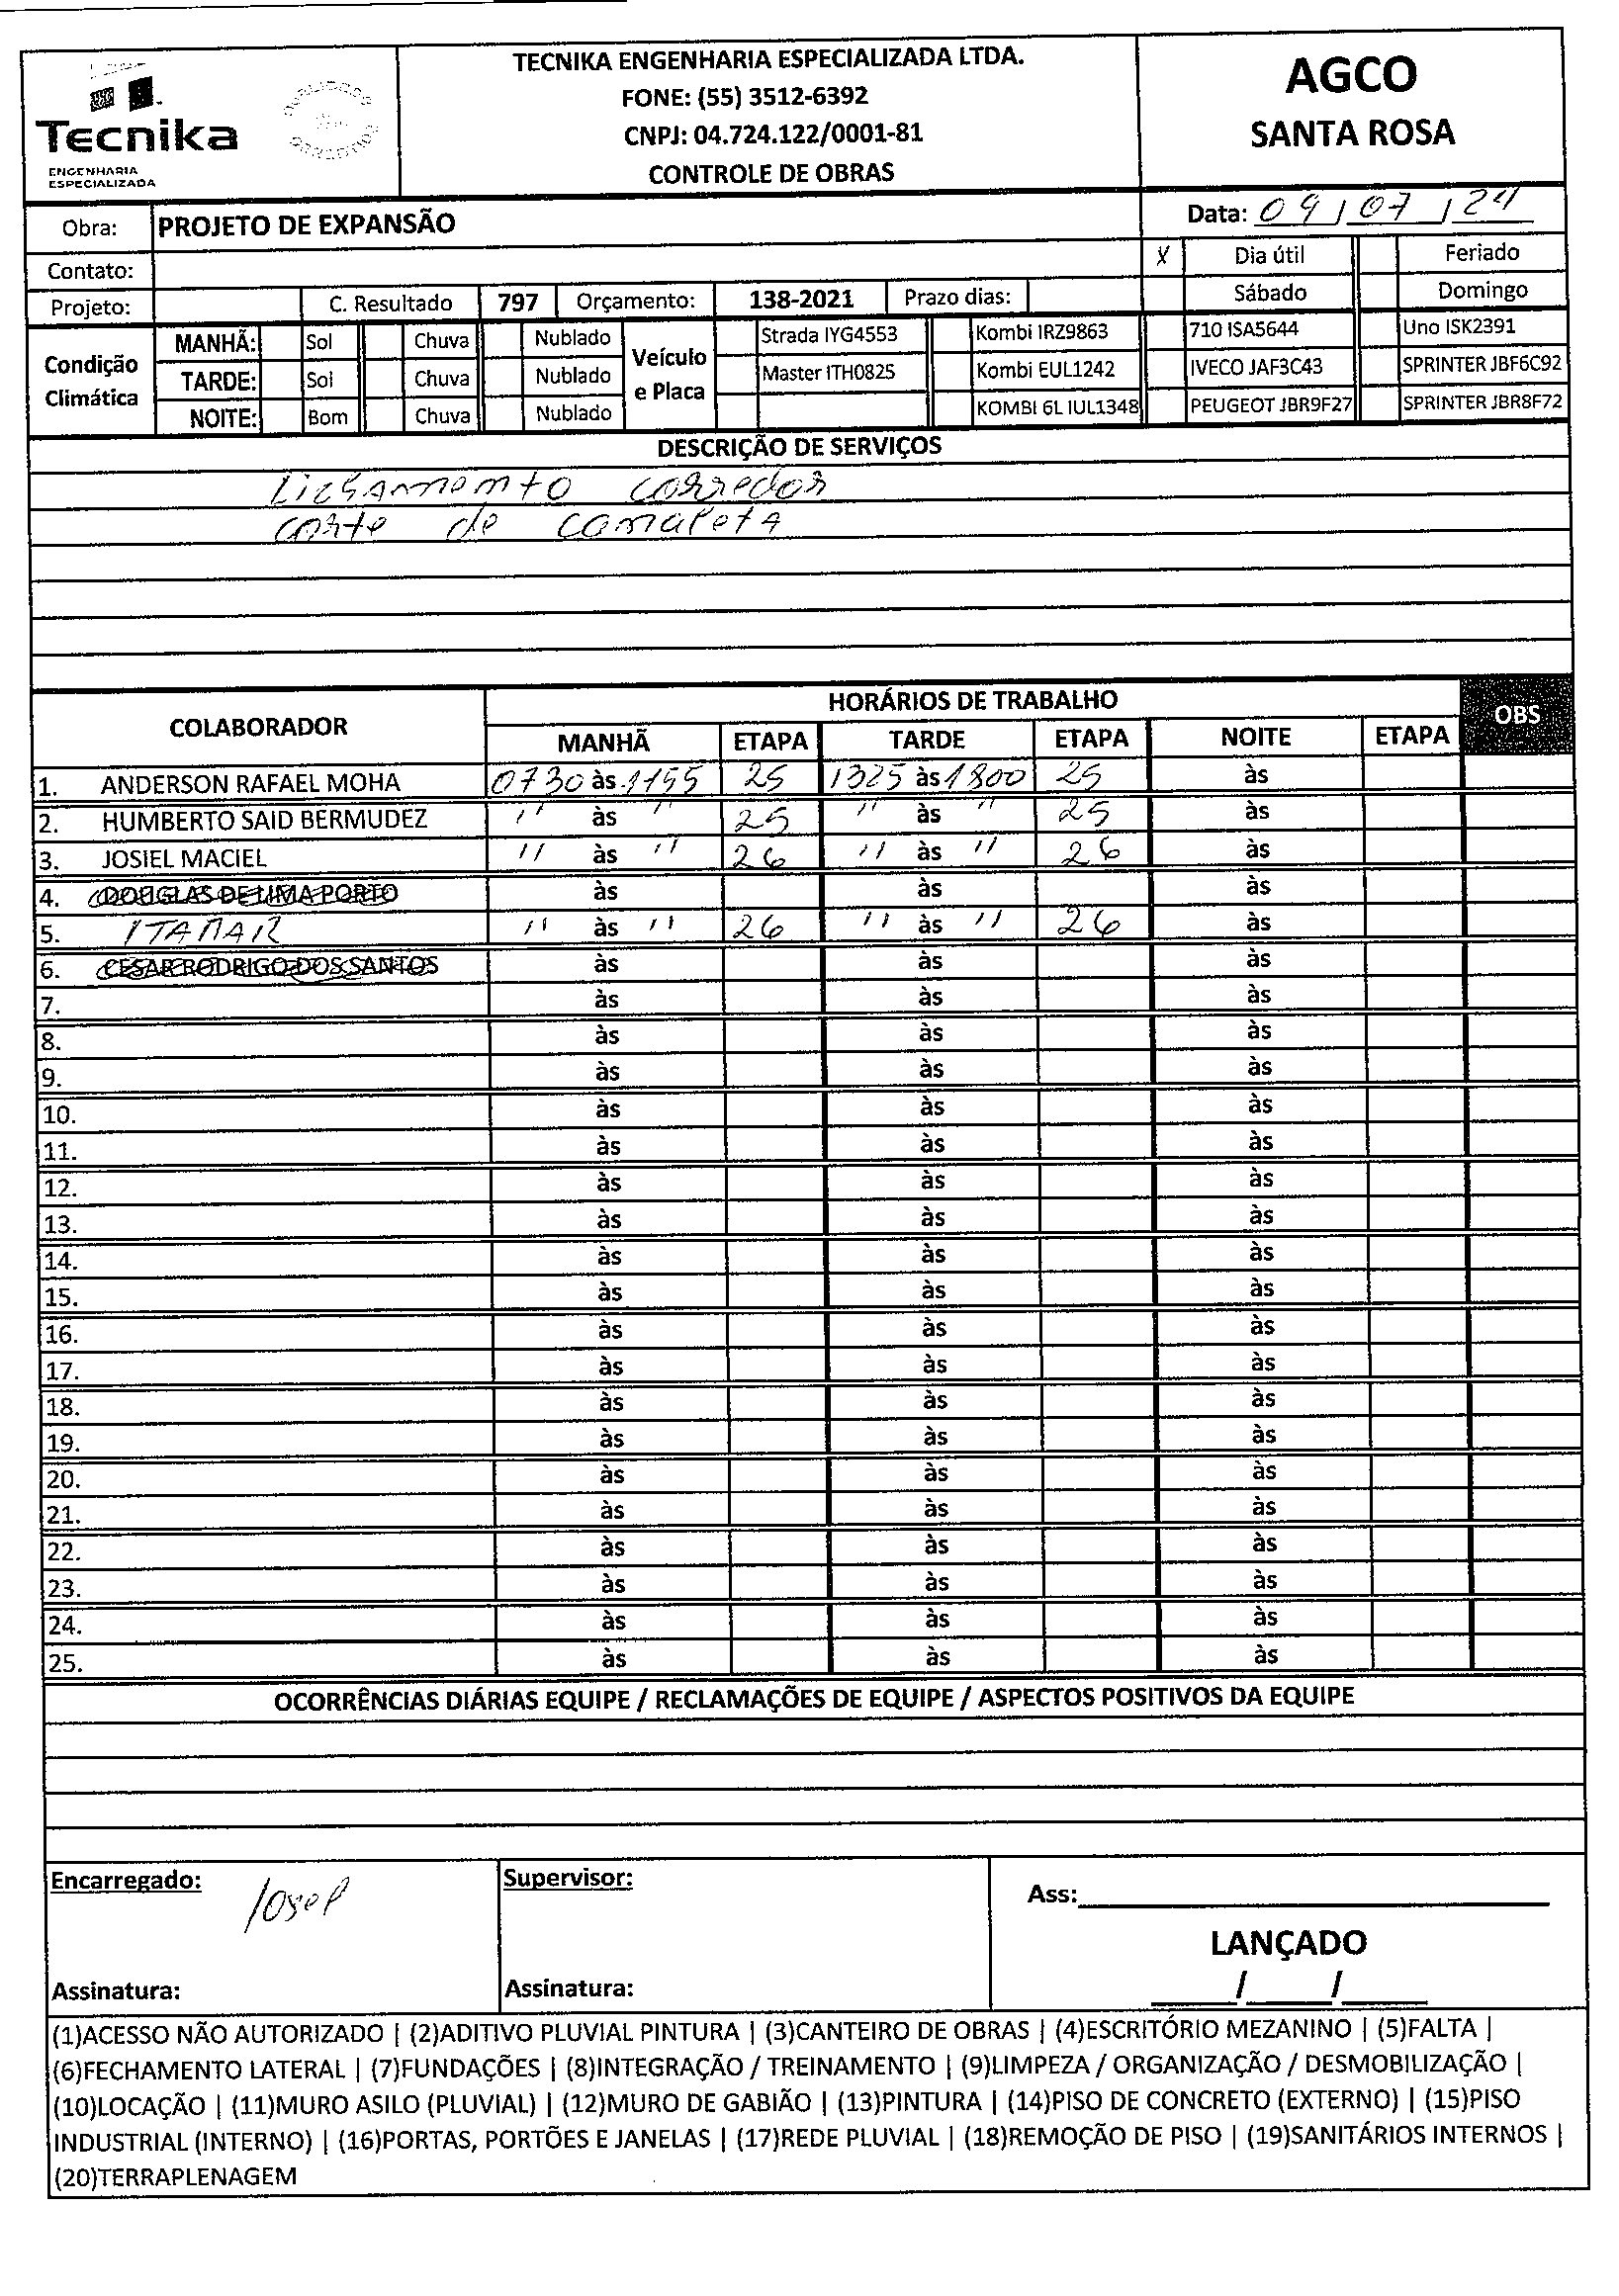 Tecnika
ENGENHARIA
ESPECIALIZADA
TECNIKA ENGENHARIA ESPECIALIZADA LTDA.
FONE: (55) 3512-6392
CNPJ: 04.724.122/0001-81
CONTROLE DE OBRAS
AGCO
SANTA ROSA
Obra: PROJETO DE EXPANSÃO
Data: 09/07/24
Contato:
X Dia útil Feriado
Projeto: C. Resultado 797 Orçamento: 138-2021 Prazo dias: Sábado Domingo
Condição Climática
MANHÃ: Sol Chuva Nublado
TARDE: Sol Chuva Nublado
NOITE: Bom Chuva Nublado
Veículo e Placa
Strada IYG4553 Kombi IRZ9863 710 ISA5644 Uno ISK2391
Master ITH0825 Kombi EUL1242 IVECO JAF3C43 SPRINTER JBF6C92
KOMBI 6L IUL1348 PEUGEOT JBR9F27 SPRINTER JBR8F72
DESCRIÇÃO DE SERVIÇOS
corredor
corte de canaleta
COLABORADOR HORÁRIOS DE TRABALHO OBS
MANHÃ ETAPA TARDE ETAPA NOITE ETAPA
1. ANDERSON RAFAEL MOHA 0730 às 1155 25 1325 às 1800 25 às
2. HUMBERTO SAID BERMUDEZ " às " 25 " às " 25 às
3. JOSIEL MACIEL " às " 26 " às " 26 às
4. DOUGLAS DE LIMA PORTO às às às
5. ITAMAR " às " 26 " às " 26 às
6. CESAR RODRIGO DOS SANTOS às às às
7. às às às
8. às às às
9. às às às
10. às às às
11. às às às
12. às às às
13. às às às
14. às às às
15. às às às
16. às às às
17. às às às
18. às às às
19. às às às
20. às às às
21. às às às
22. às às às
23. às às às
24. às às às
25. às às às
OCORRÊNCIAS DIÁRIAS EQUIPE / RECLAMAÇÕES DE EQUIPE / ASPECTOS POSITIVOS DA EQUIPE
Encarregado:
Supervisor:
Ass:
LANÇADO
Assinatura:
Assinatura:
/ /
(1)ACESSO NÃO AUTORIZADO | (2)ADITIVO PLUVIAL PINTURA | (3)CANTEIRO DE OBRAS | (4)ESCRITÓRIO MEZANINO | (5)FALTA |
(6)FECHAMENTO LATERAL | (7)FUNDAÇÕES | (8)INTEGRAÇÃO / TREINAMENTO | (9)LIMPEZA / ORGANIZAÇÃO / DESMOBILIZAÇÃO |
(10)LOCAÇÃO | (11)MURO ASILO (PLUVIAL) | (12)MURO DE GABIÃO | (13)PINTURA | (14)PISO DE CONCRETO (EXTERNO) | (15)PISO
INDUSTRIAL (INTERNO) | (16)PORTAS, PORTÕES E JANELAS | (17)REDE PLUVIAL | (18)REMOÇÃO DE PISO | (19)SANITÁRIOS INTERNOS |
(20)TERRAPLENAGEM